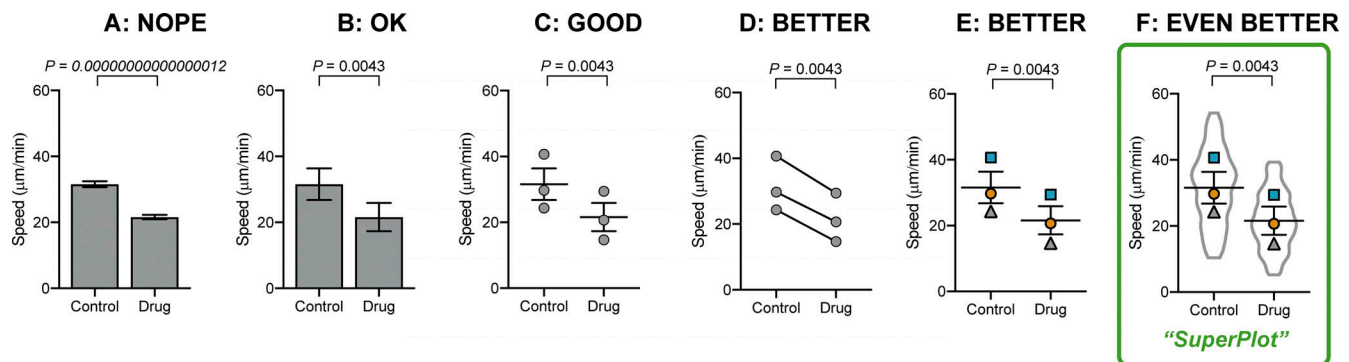 A: NOPE
P = 0.00000000000000012
60
40
20
0
Speed (μm/min)
Control Drug
B: OK
P = 0.0043
60
40
20
0
Speed (μm/min)
Control Drug
C: GOOD
P = 0.0043
60
40
20
0
Speed (μm/min)
Control Drug
D: BETTER
P = 0.0043
60
40
20
0
Speed (μm/min)
Control Drug
E: BETTER
P = 0.0043
60
40
20
0
Speed (μm/min)
Control Drug
F: EVEN BETTER
P = 0.0043
60
40
20
0
Speed (μm/min)
Control Drug
“SuperPlot”